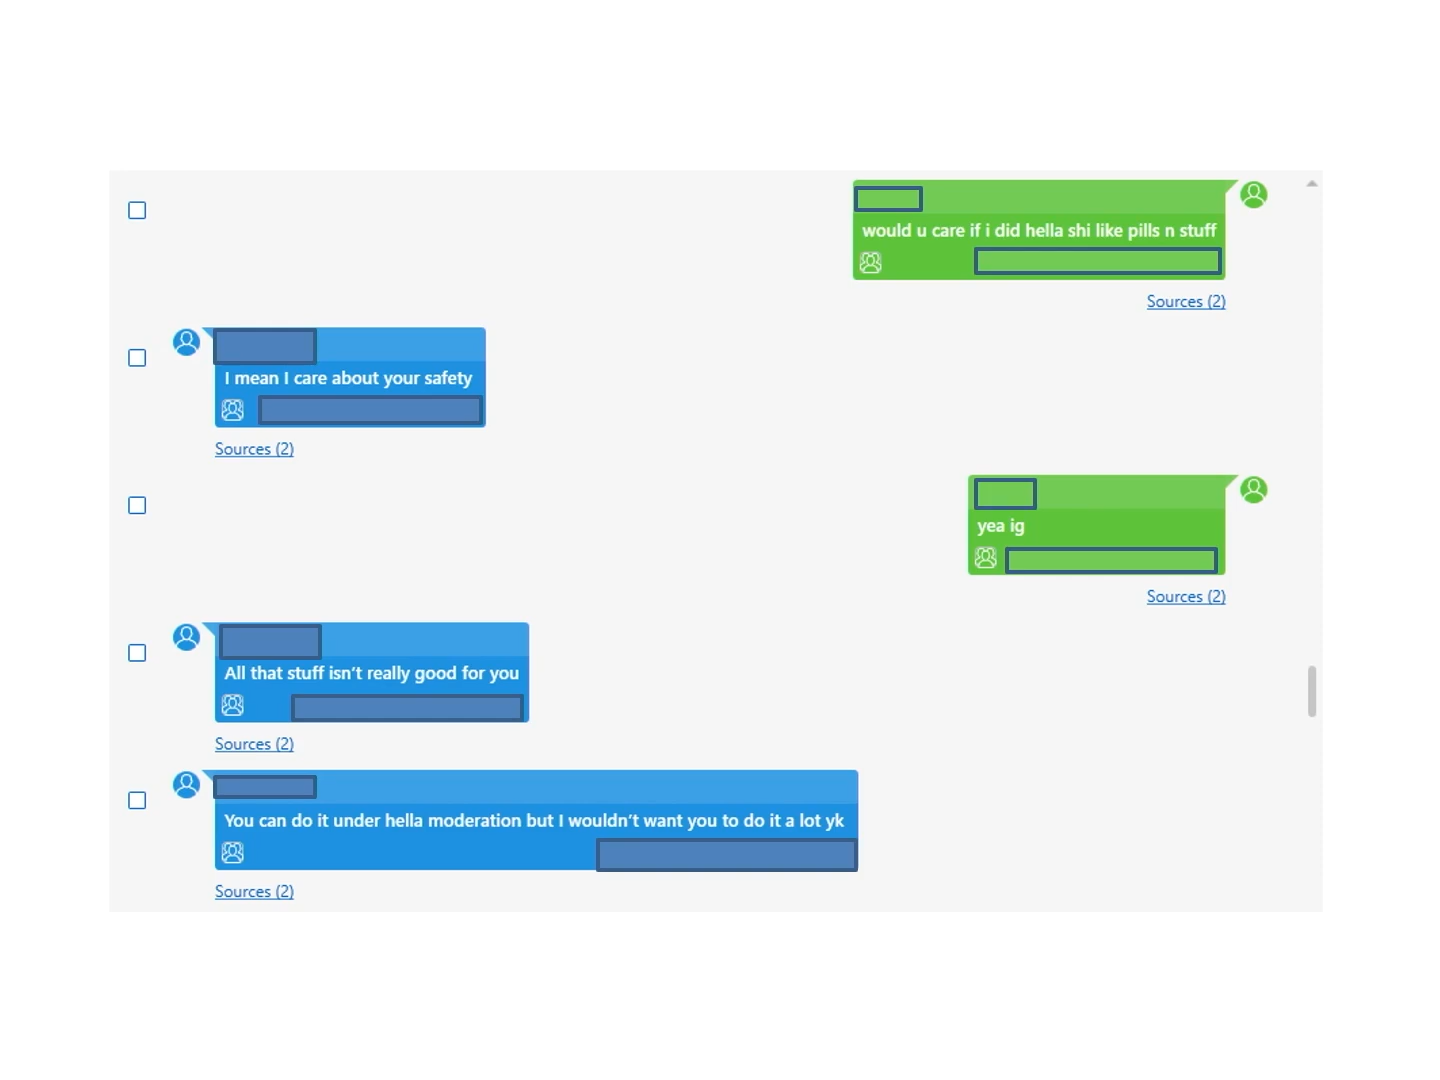 would u care if i did hella shi like pills n stuff
Sources (2)
I mean I care about your safety
Sources (2)
yea ig
Sources (2)
All that stuff isn’t really good for you
Sources (2)
You can do it under hella moderation but I wouldn’t want you to do it a lot yk
Sources (2)